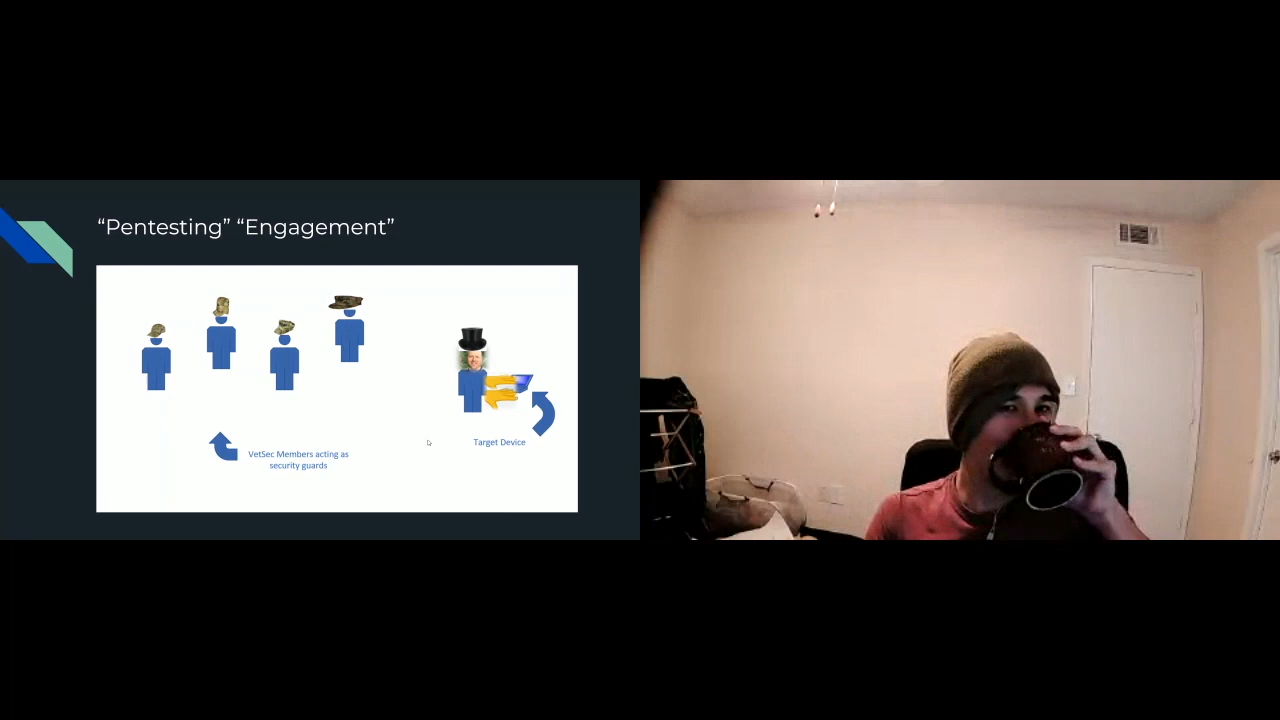 “Pentesting” “Engagement”
Target Device
VetSec Members acting as
security guards